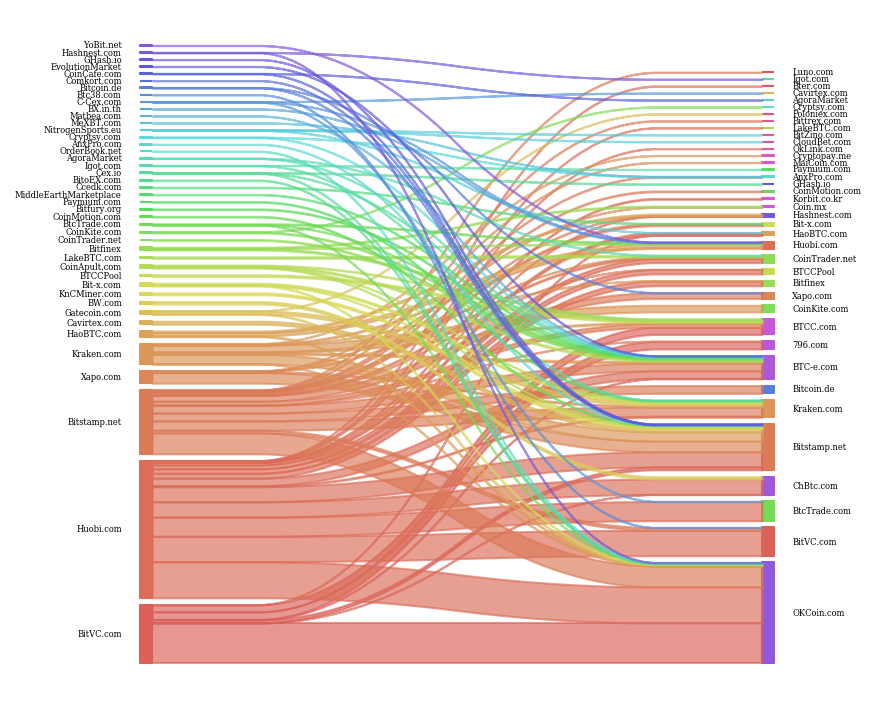 YoBit.net
Hashnest.com
GHash.io
EvolutionMarket
CoinCafe.com
Comkort.com
Bitcoin.de
Btc38.com
C-Cex.com
BX.in.th
Matbea.com
MeXBT.com
NitrogenSports.eu
Cryptsy.com
AnxPro.com
OrderBook.net
AgoraMarket
Igot.com
Cex.io
BitoEX.com
Ccedk.com
MiddleEarthMarketplace
Paymium.com
Bitfury.org
CoinMotion.com
BtcTrade.com
CoinKite.com
CoinTrader.net
Bitfinex
LakeBTC.com
CoinApult.com
BTCCPool
Bit-x.com
KnCMiner.com
BW.com
Gatecoin.com
Cavirtex.com
HaoBTC.com
Kraken.com
Xapo.com
Bitstamp.net
Huobi.com
BitVC.com
Luno.com
Igot.com
Bter.com
Cavirtex.com
AgoraMarket
Cryptsy.com
Poloniex.com
Bittrex.com
LakeBTC.com
BitZino.com
CloudBet.com
OkLink.com
Cryptopay.me
MaiCoin.com
Paymium.com
AnxPro.com
GHash.io
CoinMotion.com
Korbit.co.kr
Coin.mx
Hashnest.com
Bit-x.com
HaoBTC.com
Huobi.com
CoinTrader.net
BTCCPool
Bitfinex
Xapo.com
CoinKite.com
BTCC.com
796.com
BTC-e.com
Bitcoin.de
Kraken.com
Bitstamp.net
ChBtc.com
BtcTrade.com
BitVC.com
OKCoin.com